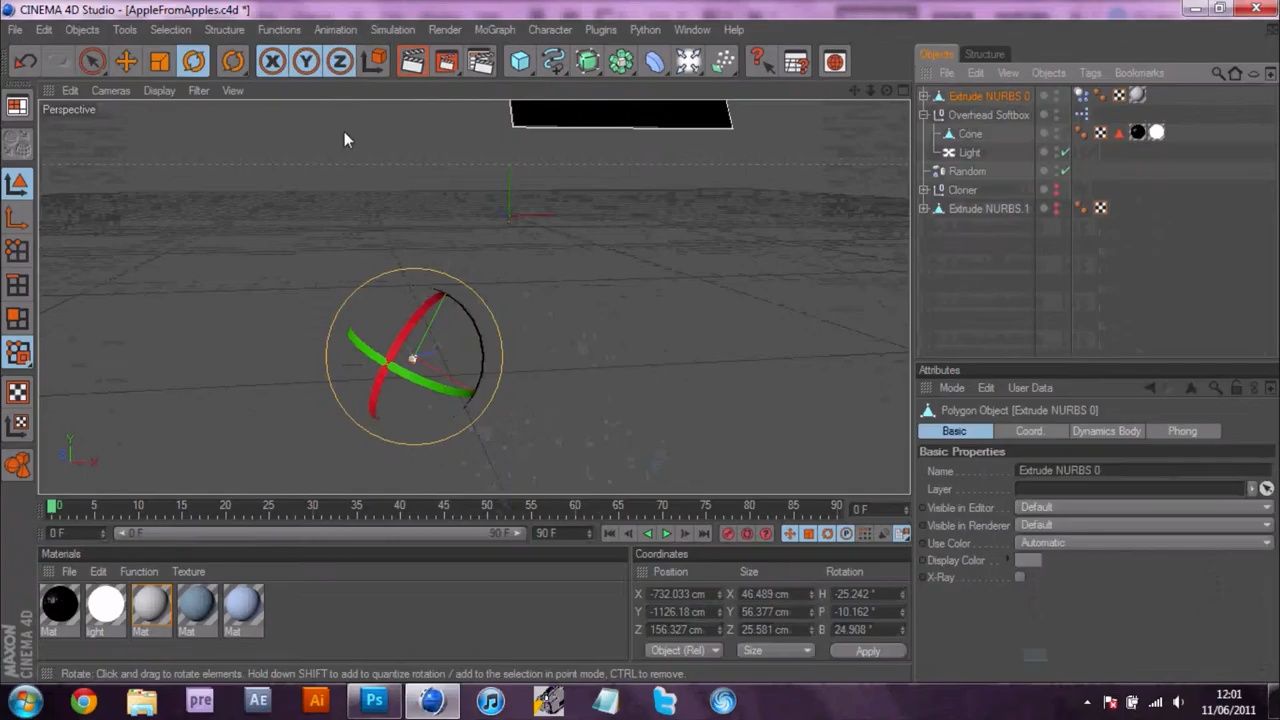 CINEMA 4D Studio - [AppleFromApples.c4d *]
File Edit Objects Tools Selection Structure Functions Animation Simulation Render MoGraph Character Plugins Python Window Help
X Y Z
Objects Structure
File Edit View Objects Tags Bookmarks
Edit Cameras Display Filter View
Perspective
Extrude NURBS 0
Overhead Softbox
Cone
Light
Random
Cloner
Extrude NURBS.1
Y
Z X
Attributes
Mode Edit User Data
Polygon Object [Extrude NURBS 0]
Basic Coord. Dynamics Body Phong
Basic Properties
Name Extrude NURBS 0
Layer
Visible in Editor Default
Visible in Renderer Default
Use Color Automatic
Display Color
X-Ray
0 5 10 15 20 25 30 35 40 45 50 55 60 65 70 75 80 85 90 0 F
0 F 0 F 90 F 90 F
Materials
File Edit Function Texture
Mat light Mat Mat Mat
Coordinates
Position Size Rotation
X -732.033 cm X 46.489 cm H -25.242 °
Y -1126.18 cm Y 56.377 cm P -10.162 °
Z 156.327 cm Z 25.581 cm B 24.908 °
Object (Rel) Size Apply
MAXON CINEMA 4D
Rotate: Click and drag to rotate elements. Hold down SHIFT to add to quantize rotation / add to the selection in point mode, CTRL to remove.
pre AE Ai Ps
12:01
11/06/2011